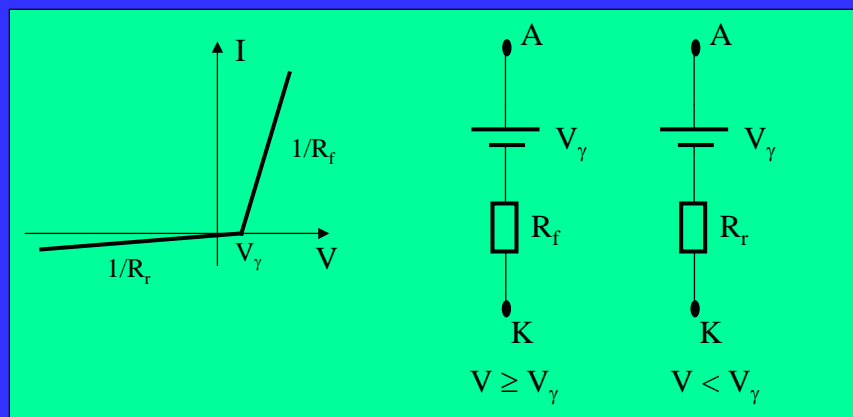 I
1/R_f
V_γ
V
1/R_r
A
V_γ
R_f
K
V ≥ V_γ
A
V_γ
R_r
K
V < V_γ